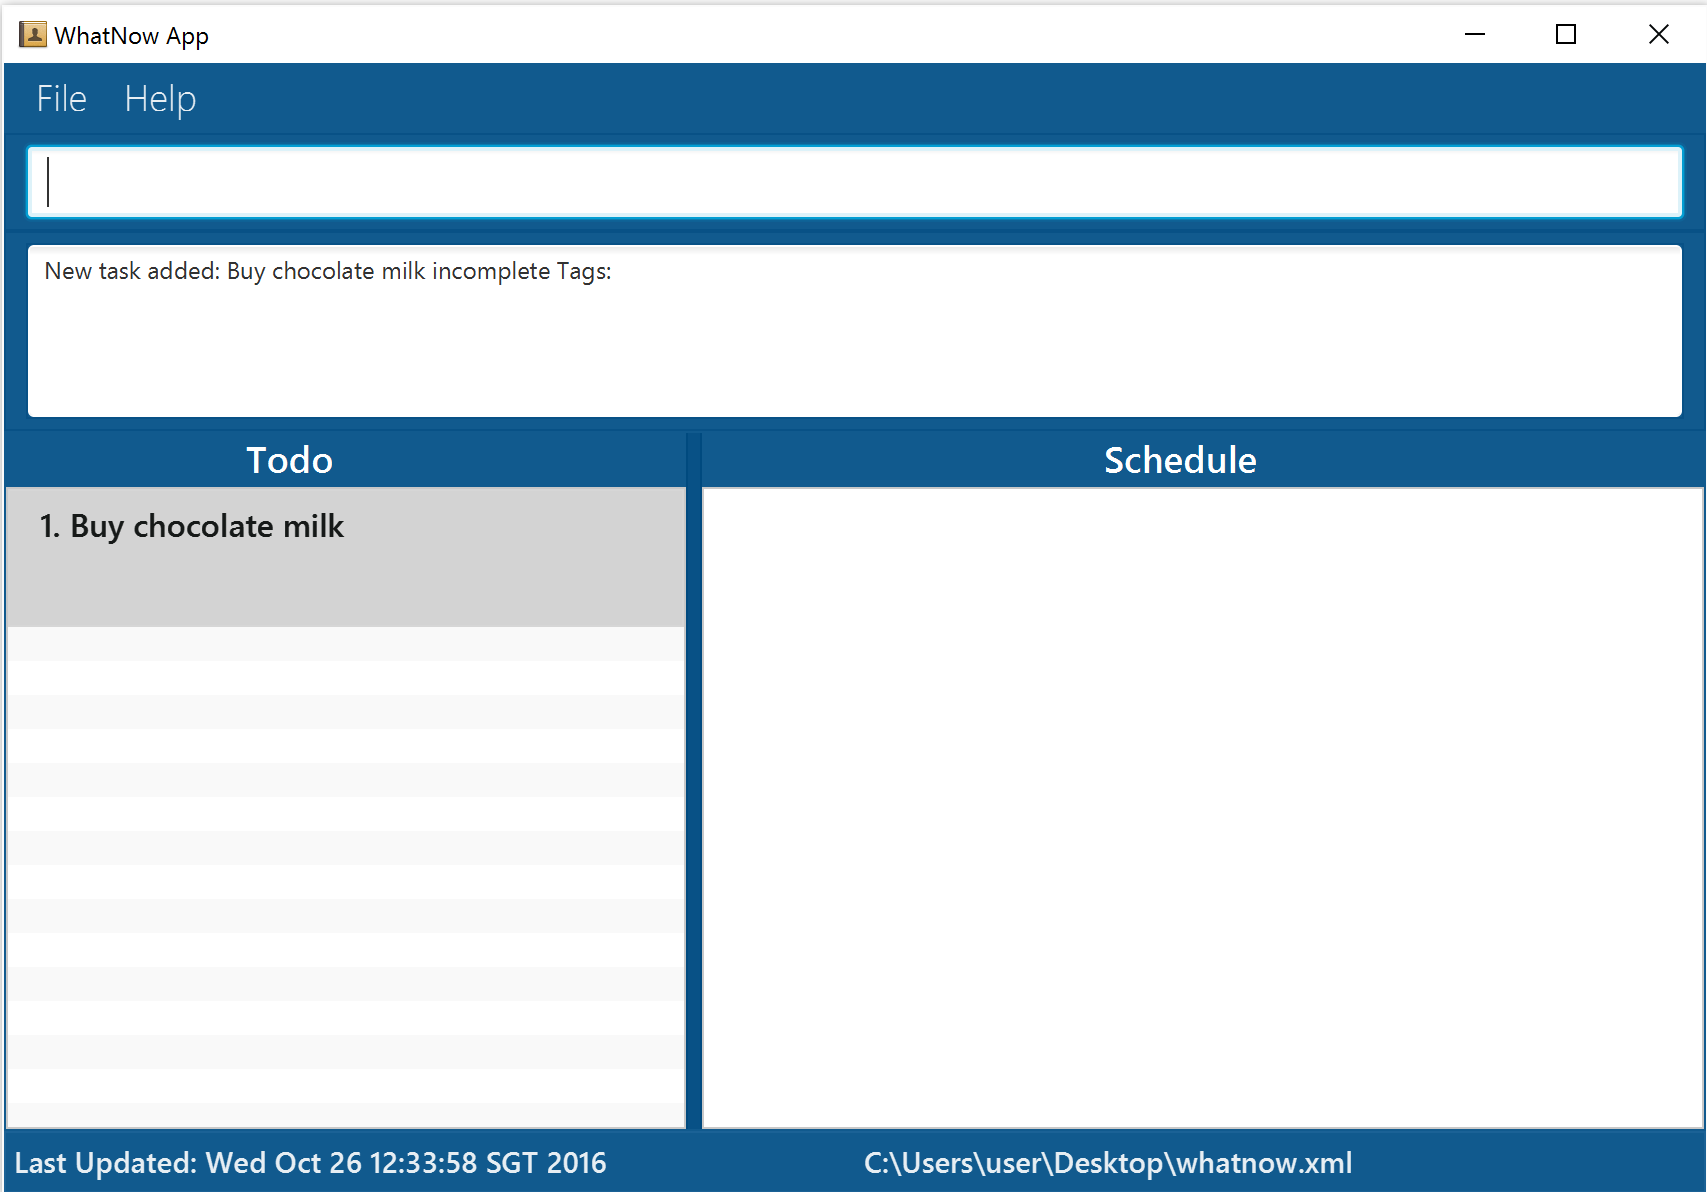 WhatNow App
File Help
New task added: Buy chocolate milk incomplete Tags:
Todo
Schedule
1. Buy chocolate milk
Last Updated: Wed Oct 26 12:33:58 SGT 2016
C:\Users\user\Desktop\whatnow.xml